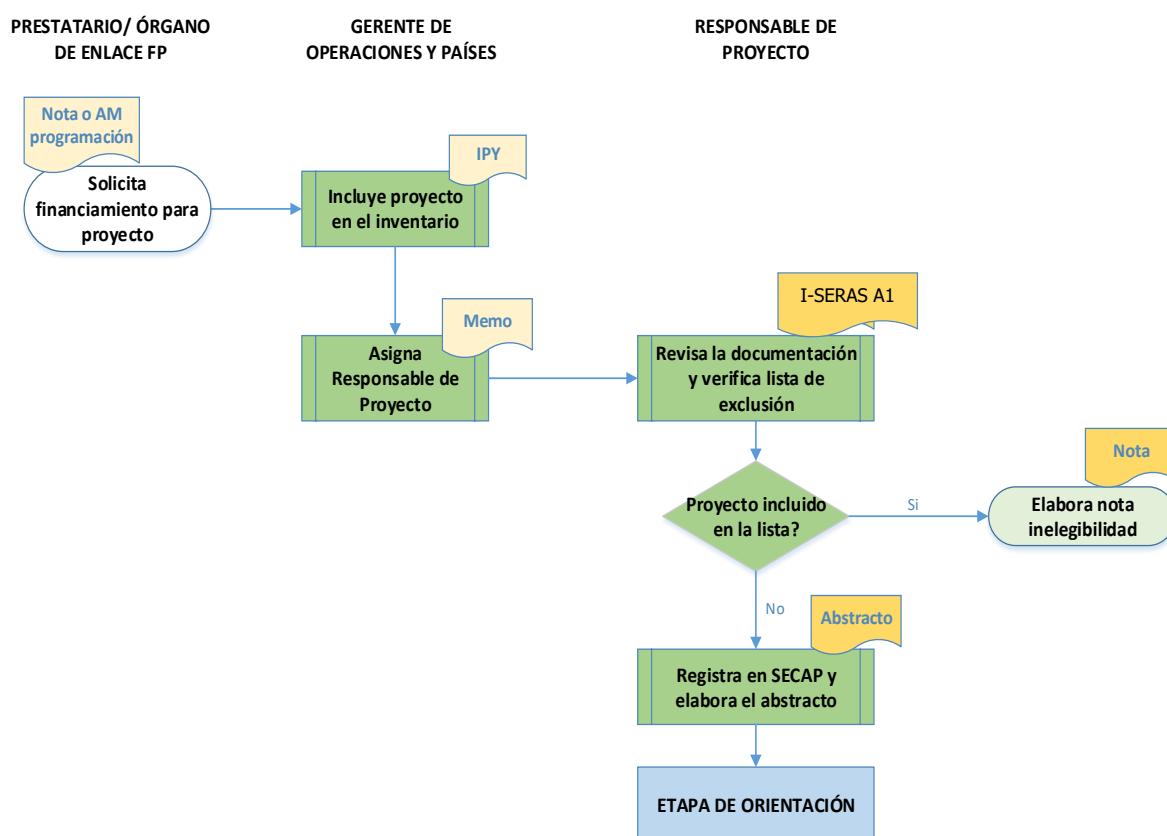 PRESTATARIO/ ÓRGANO
DE ENLACE FP
GERENTE DE
OPERACIONES Y PAÍSES
RESPONSABLE DE
PROYECTO
Nota o AM
programación
Solicita
financiamiento para
proyecto
IPY
Incluye proyecto
en el inventario
Memo
Asigna
Responsable de
Proyecto
I-SERAS A1
Revisa la documentación
y verifica lista de
exclusión
Proyecto incluido
en la lista?
Si
Nota
Elabora nota
inelegibilidad
No
Abstracto
Registra en SECAP y
elabora el abstracto
ETAPA DE ORIENTACIÓN